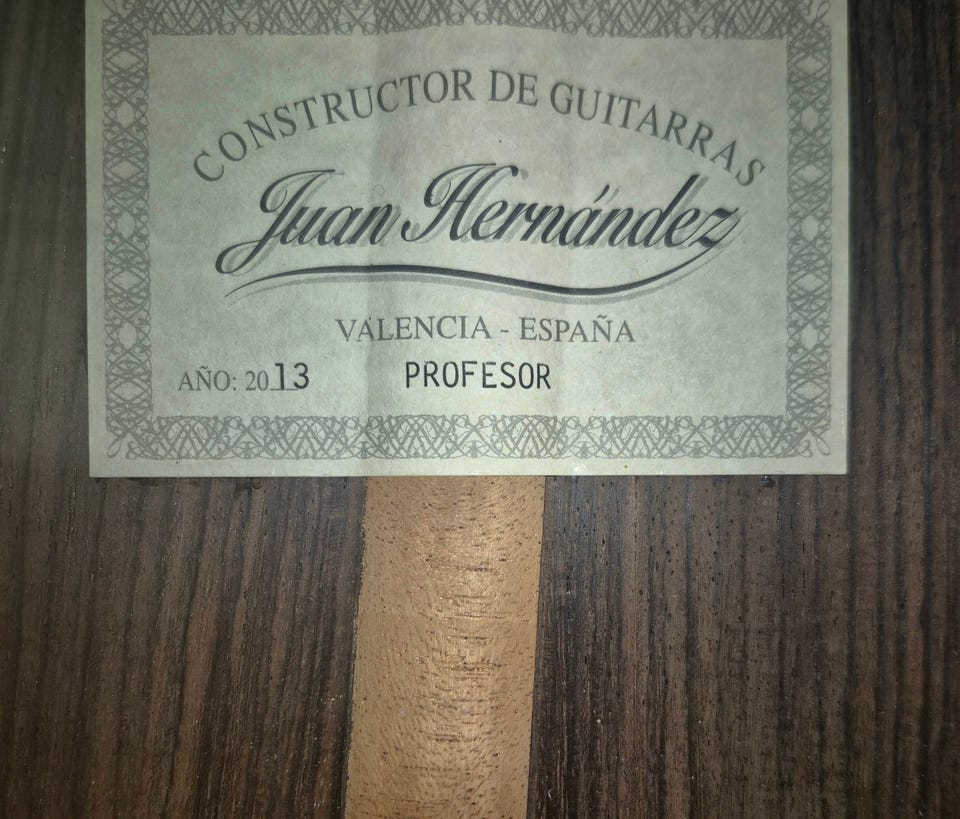 CONSTRUCTOR DE GUITARRAS
Juan Hernández
VALENCIA - ESPAÑA
AÑO: 2013 PROFESOR